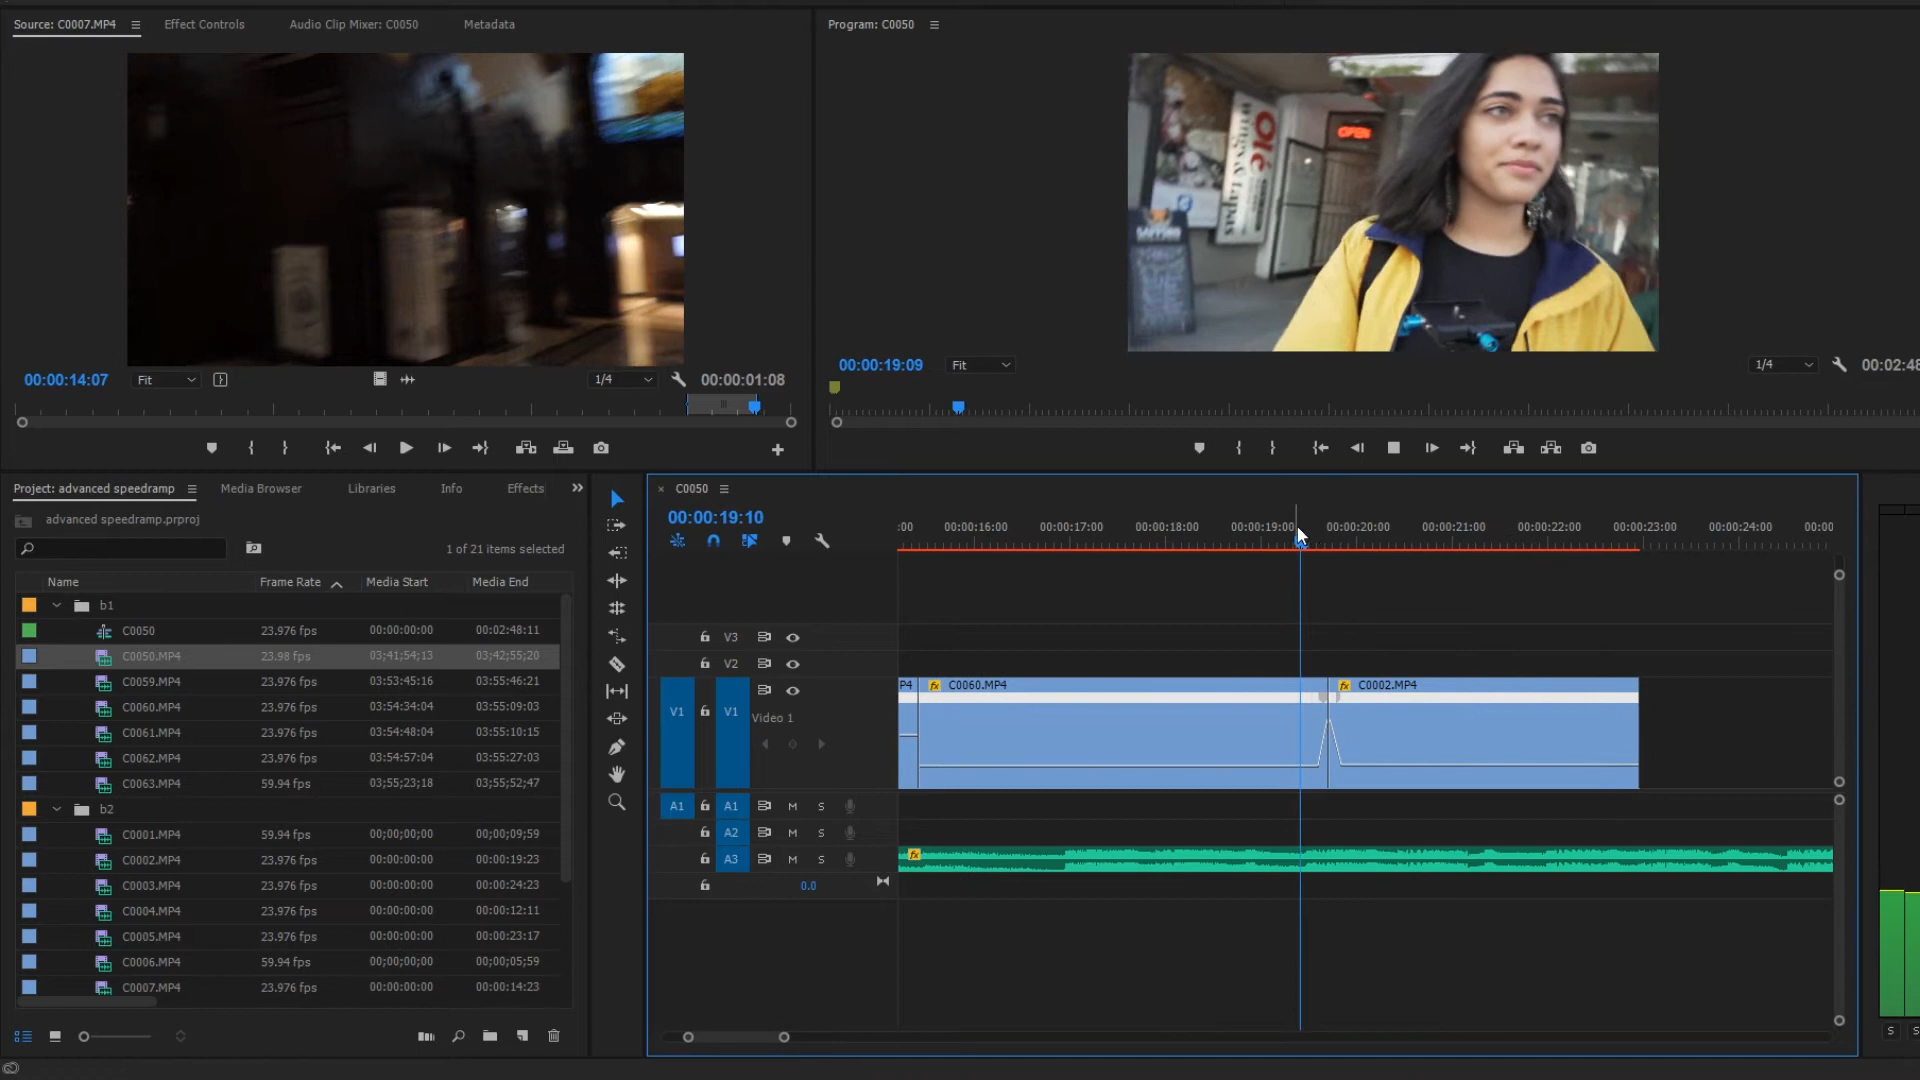 Source: C0007.MP4 Effect Controls Audio Clip Mixer: C0050 Metadata
Program: C0050
Olé
OPEN
00:00:14:07 Fit 1/4 00:00:01:08
00:00:19:09 Fit 1/4 00:02:48
Project: advanced speedramp Media Browser Libraries Info Effects
advanced speedramp.prproj
1 of 21 items selected
Name Frame Rate Media Start Media End
b1
C0050 23.976 fps 00:00:00:00 00:02:48:11
C0050.MP4 23.98 fps 03;41;54;13 03;42;55;20
C0059.MP4 23.976 fps 03:53:45:16 03:55:46:21
C0060.MP4 23.976 fps 03:54:34:04 03:55:09:03
C0061.MP4 23.976 fps 03:54:48:04 03:55:10:15
C0062.MP4 23.976 fps 03:54:57:04 03:55:27:03
C0063.MP4 59.94 fps 03:55:23;18 03:55:52;47
b2
C0001.MP4 59.94 fps 00;00;00;00 00;00;09;59
C0002.MP4 23.976 fps 00:00:00:00 00:00:19:23
C0003.MP4 23.976 fps 00:00:00:00 00:00:24:23
C0004.MP4 23.976 fps 00:00:00:00 00:00:12:11
C0005.MP4 23.976 fps 00:00:00:00 00:00:23:17
C0006.MP4 59.94 fps 00;00;00;00 00;00;05;59
C0007.MP4 23.976 fps 00:00:00:00 00:00:14:23
C0050
00:00:19:10
:00 00:00:16:00 00:00:17:00 00:00:18:00 00:00:19:00 00:00:20:00 00:00:21:00 00:00:22:00 00:00:23:00 00:00:24:00 00:00
V3
V2
P4 fx C0060.MP4 fx C0002.MP4
V1 V1 Video 1
A1 A1 M S
A2 M S
A3 M S fx
0.0
S S